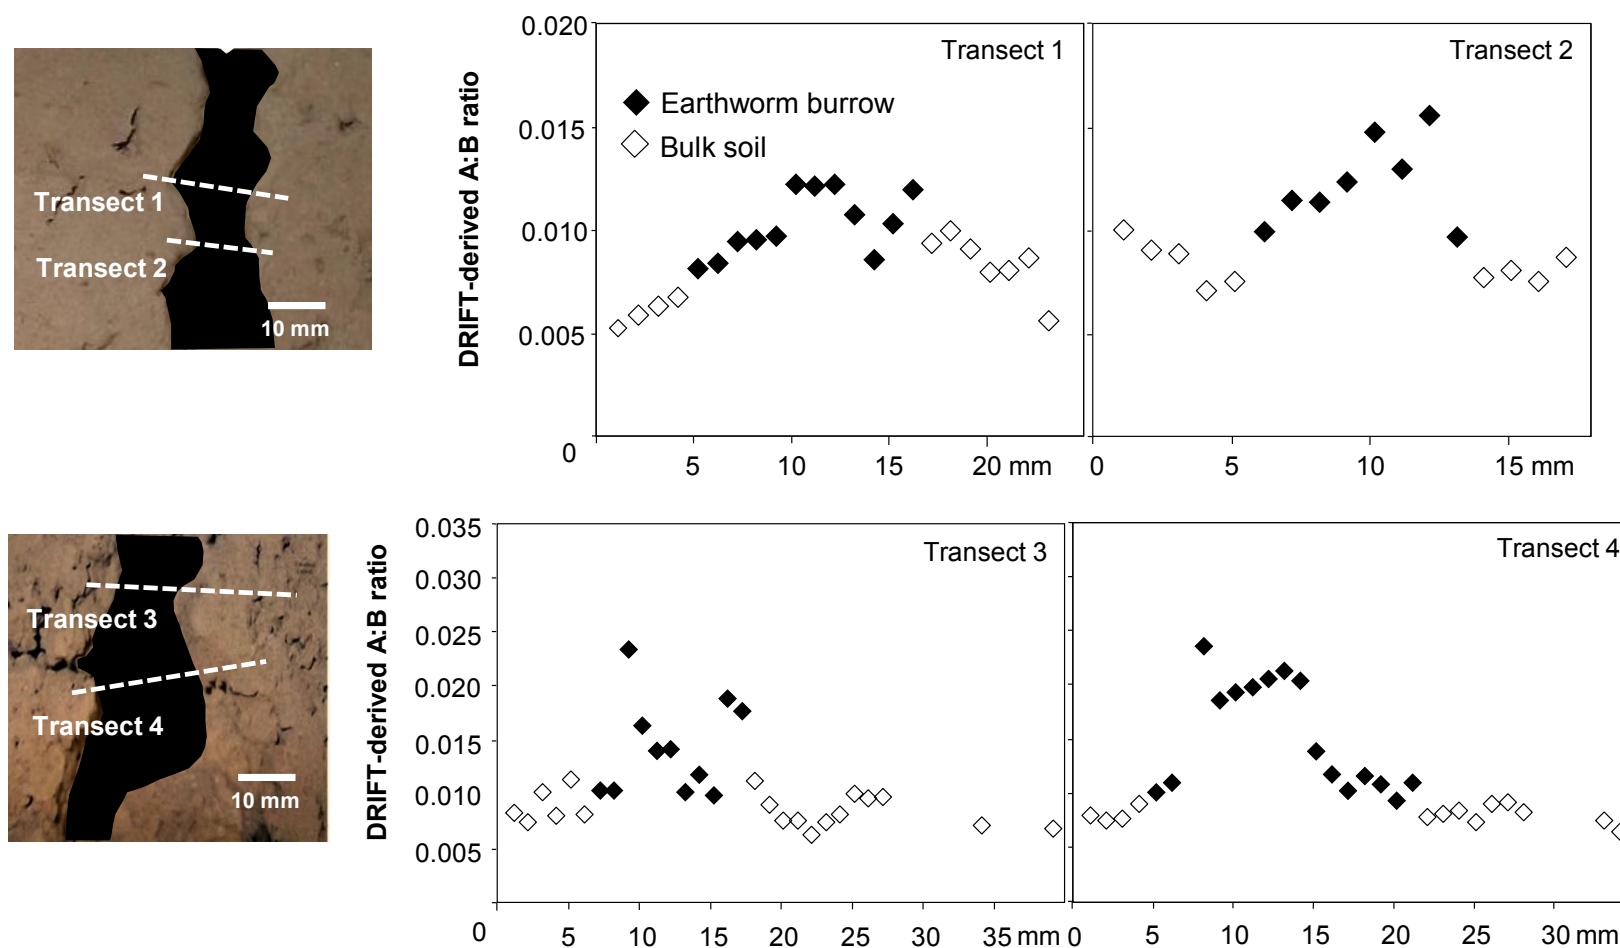 Transect 1
Transect 2
10 mm
DRIFT-derived A:B ratio
0.020
0.015
0.010
0.005
0
Transect 1
Earthworm burrow
Bulk soil
5 10 15 20 mm
Transect 2
0 5 10 15 mm
Transect 3
Transect 4
10 mm
DRIFT-derived A:B ratio
0.035
0.030
0.025
0.020
0.015
0.010
0.005
0
Transect 3
5 10 15 20 25 30 35 mm
Transect 4
0 5 10 15 20 25 30 mm